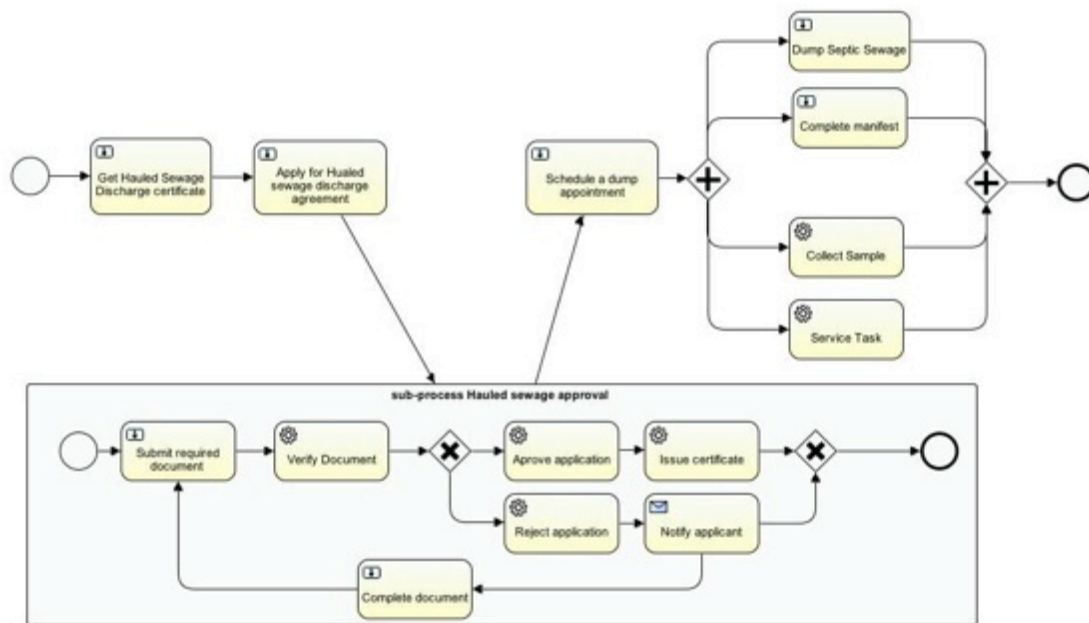 Dump Septic Sewage
Complete manifest
Get Hauled Sewage
Discharge certificate
Apply for Hualed
sewage discharge
agreement
Schedule a dump
appointment
Collect Sample
Service Task
sub-process Hauled sewage approval
Submit required
document
Verify Document
Aprove application
Issue certificate
Reject application
Notify applicant
Complete document